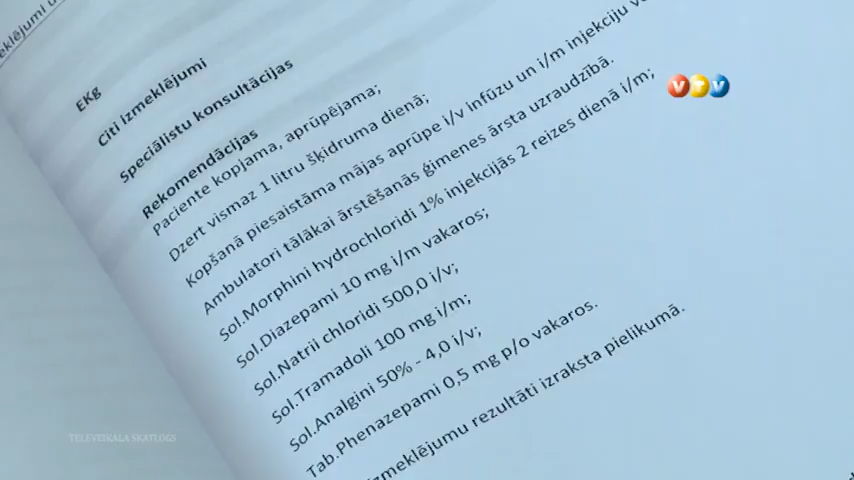 EKg
Citi izmeklējumi
Speciālistu konsultācijas
Rekomendācijas
Paciente kopjama, aprūpējama;
Dzert vismaz 1 litru šķidruma dienā;
Kopšanā piesaistāma mājas aprūpe i/v infūzu un i/m injekciju
Ambulatori tālākai ārstēšanās ģimenes ārsta uzraudzībā.
Sol.Morphini hydrochloridi 1% injekcijās 2 reizes dienā i/m;
Sol.Diazepami 10 mg i/m vakaros;
Sol.Natrii chloridi 500,0 i/v;
Sol.Tramadoli 100 mg i/m;
Sol.Analgini 50% - 4,0 i/v;
Tab.Phenazepami 0,5 mg p/o vakaros.
izmeklējumu rezultāti izraksta pielikumā.
VTV
TELEVEIKALA SKATLOGS